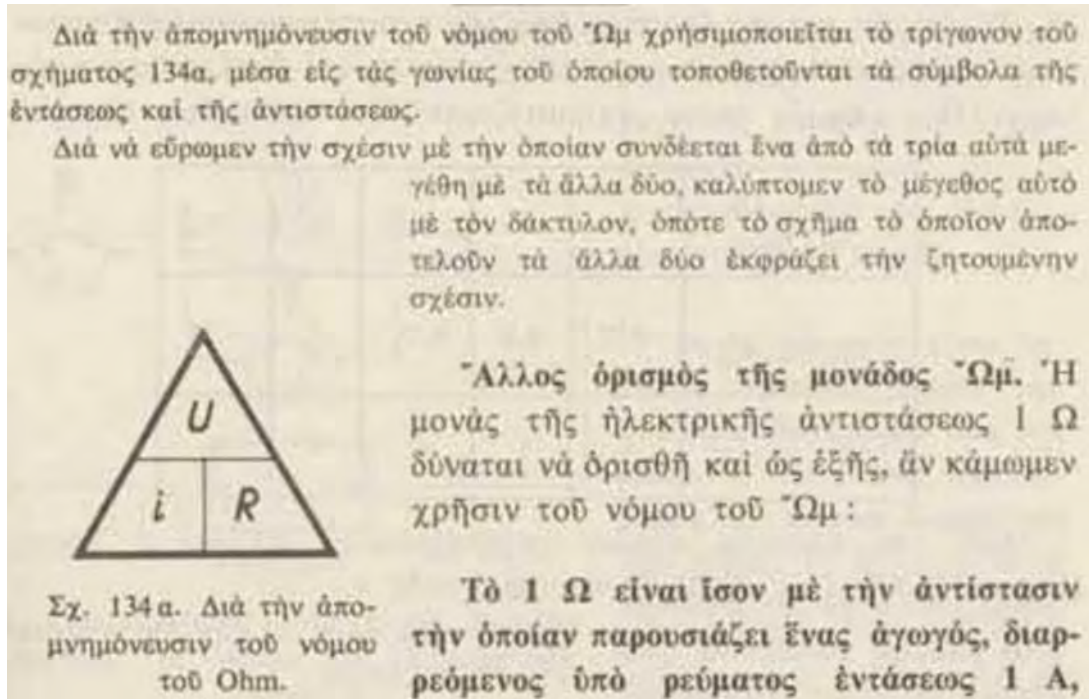 Διὰ τὴν ἀπομνημόνευσιν τοῦ νόμου τοῦ Ὤμ χρησιμοποιεῖται τὸ τρίγωνον τοῦ
σχήματος 134α, μέσα εἰς τὰς γωνίας τοῦ ὁποίου τοποθετοῦνται τὰ σύμβολα τῆς
ἐντάσεως καὶ τῆς ἀντιστάσεως.
Διὰ νὰ εὕρωμεν τὴν σχέσιν μὲ τὴν ὁποίαν συνδέεται ἕνα ἀπὸ τὰ τρία αὐτὰ με-
γέθη μὲ τὰ ἄλλα δύο, καλύπτομεν τὸ μέγεθος αὐτὸ
μὲ τὸν δάκτυλον, ὁπότε τὸ σχῆμα τὸ ὁποῖον ἀπο-
τελοῦν τὰ ἄλλα δύο ἐκφράζει τὴν ζητουμένην
σχέσιν.
U
i R
Σχ. 134α. Διὰ τὴν ἀπο-
μνημόνευσιν τοῦ νόμου
τοῦ Ohm.
Ἄλλος ὁρισμὸς τῆς μονάδος Ὤμ. Ἡ
μονὰς τῆς ἠλεκτρικῆς ἀντιστάσεως 1 Ω
δύναται νὰ ὁρισθῆ καὶ ὡς ἑξῆς, ἂν κάμωμεν
χρῆσιν τοῦ νόμου τοῦ Ὤμ :
Τὸ 1 Ω εἶναι ἴσον μὲ τὴν ἀντίστασιν
τὴν ὁποίαν παρουσιάζει ἕνας ἀγωγός, διαρ-
ρεόμενος ὑπὸ ρεύματος ἐντάσεως 1 A,